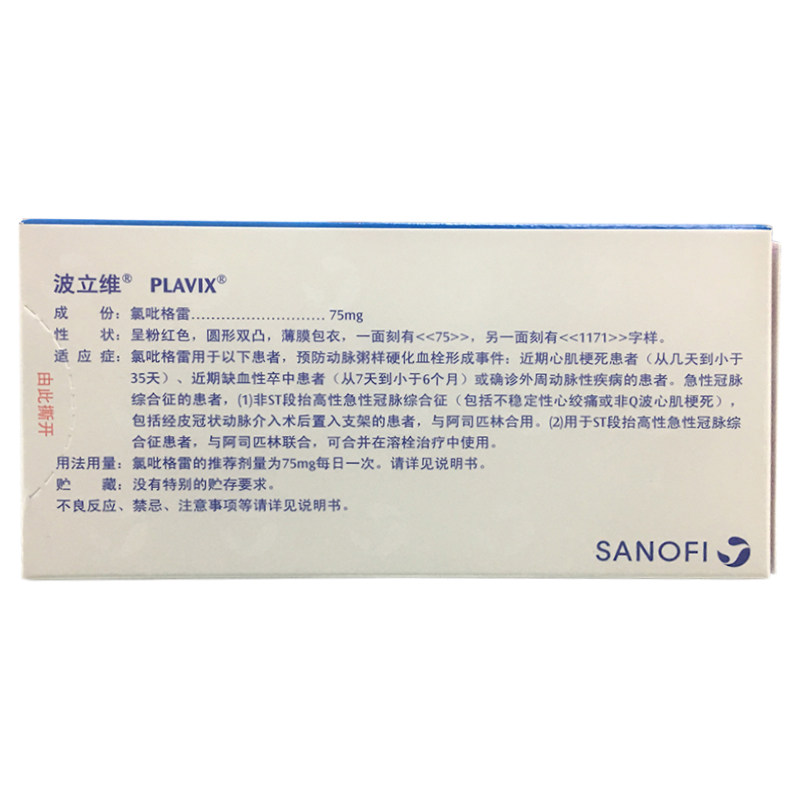 波立维® PLAVIX®
成 份：氯吡格雷........................... 75mg
性 状：呈粉红色，圆形双凸，薄膜包衣，一面刻有<<75>>，另一面刻有<<1171>>字样。
适 应 症：氯吡格雷用于以下患者，预防动脉粥样硬化血栓形成事件：近期心肌梗死患者（从几天到小于
35天）、近期缺血性卒中患者（从7天到小于6个月）或确诊外周动脉性疾病的患者。急性冠脉
综合征的患者，(1)非ST段抬高性急性冠脉综合征（包括不稳定性心绞痛或非Q波心肌梗死），
包括经皮冠状动脉介入术后置入支架的患者，与阿司匹林合用。(2)用于ST段抬高性急性冠脉综
合征患者，与阿司匹林联合，可合并在溶栓治疗中使用。
用法用量：氯吡格雷的推荐剂量为75mg每日一次。请详见说明书。
贮 藏：没有特别的贮存要求。
不良反应、禁忌、注意事项等请详见说明书。
由此撕开
SANOFI